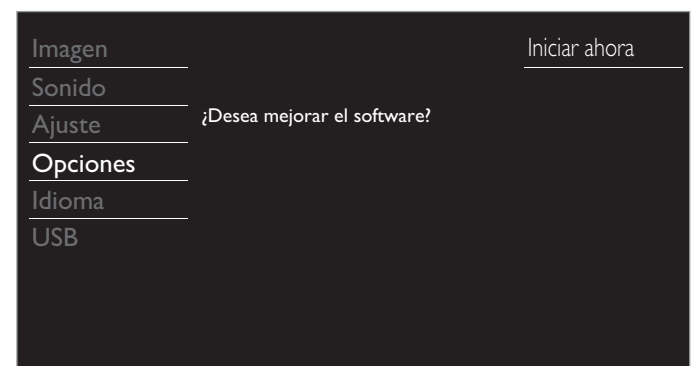 Imagen
Iniciar ahora
Sonido
Ajuste
¿Desea mejorar el software?
Opciones
Idioma
USB